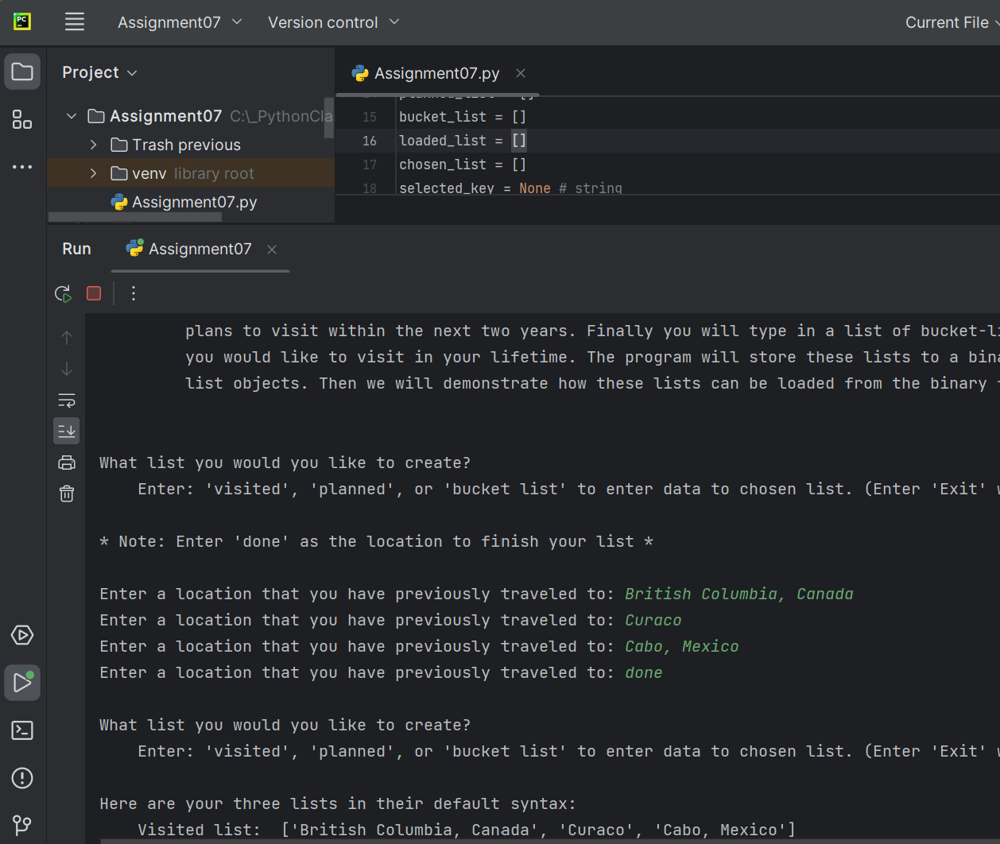 PC
Assignment07
Version control
Current File
Project
Assignment07.py
Assignment07 C:\_PythonCla
Trash previous
venv library root
Assignment07.py
15 bucket_list = []
16 loaded_list = []
17 chosen_list = []
18 selected_key = None # string
Run
Assignment07
plans to visit within the next two years. Finally you will type in a list of bucket-li
you would like to visit in your lifetime. The program will store these lists to a bina
list objects. Then we will demonstrate how these lists can be loaded from the binary
What list you would you like to create?
Enter: 'visited', 'planned', or 'bucket list' to enter data to chosen list. (Enter 'Exit'
* Note: Enter 'done' as the location to finish your list *
Enter a location that you have previously traveled to: British Columbia, Canada
Enter a location that you have previously traveled to: Curaco
Enter a location that you have previously traveled to: Cabo, Mexico
Enter a location that you have previously traveled to: done
What list you would you like to create?
Enter: 'visited', 'planned', or 'bucket list' to enter data to chosen list. (Enter 'Exit'
Here are your three lists in their default syntax:
Visited list: ['British Columbia, Canada', 'Curaco', 'Cabo, Mexico']